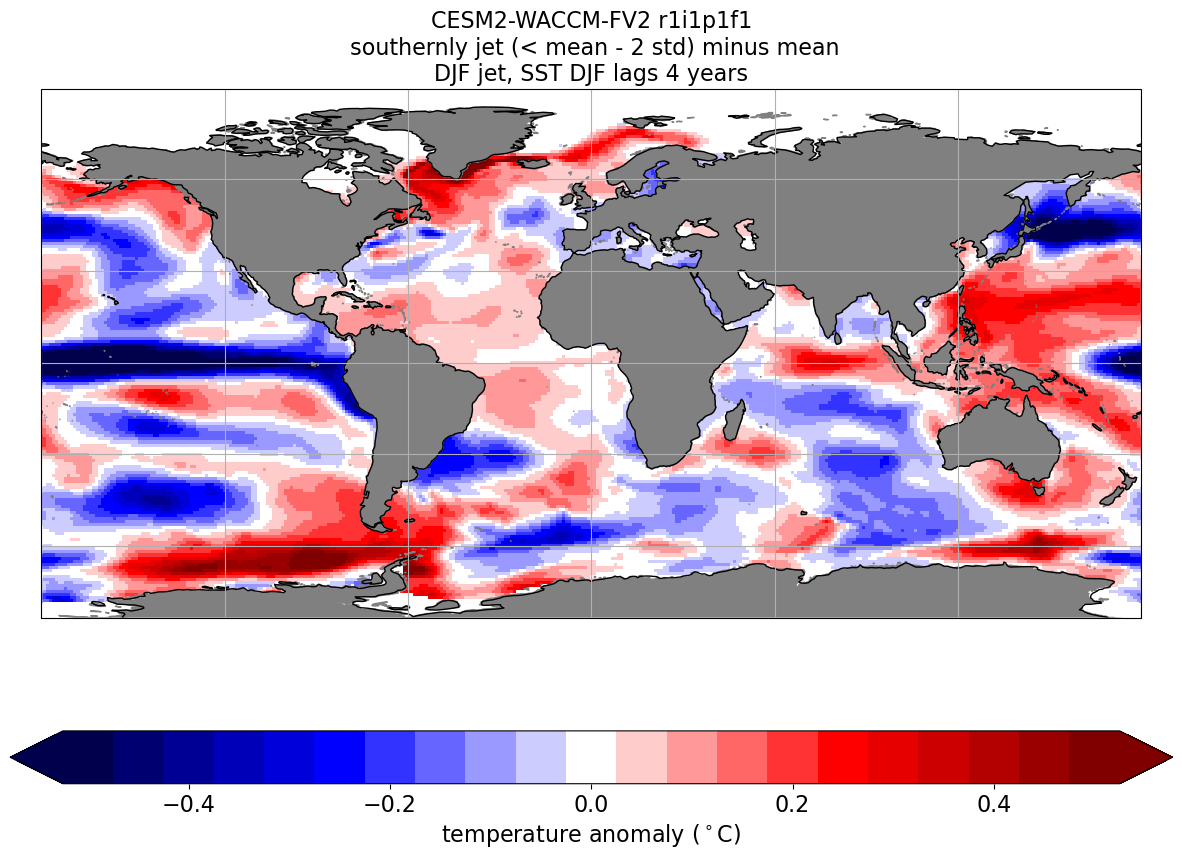 CESM2-WACCM-FV2 r1i1p1f1
southernly jet (< mean - 2 std) minus mean
DJF jet, SST DJF lags 4 years
−0.4 −0.2 0.0 0.2 0.4
temperature anomaly (°C)